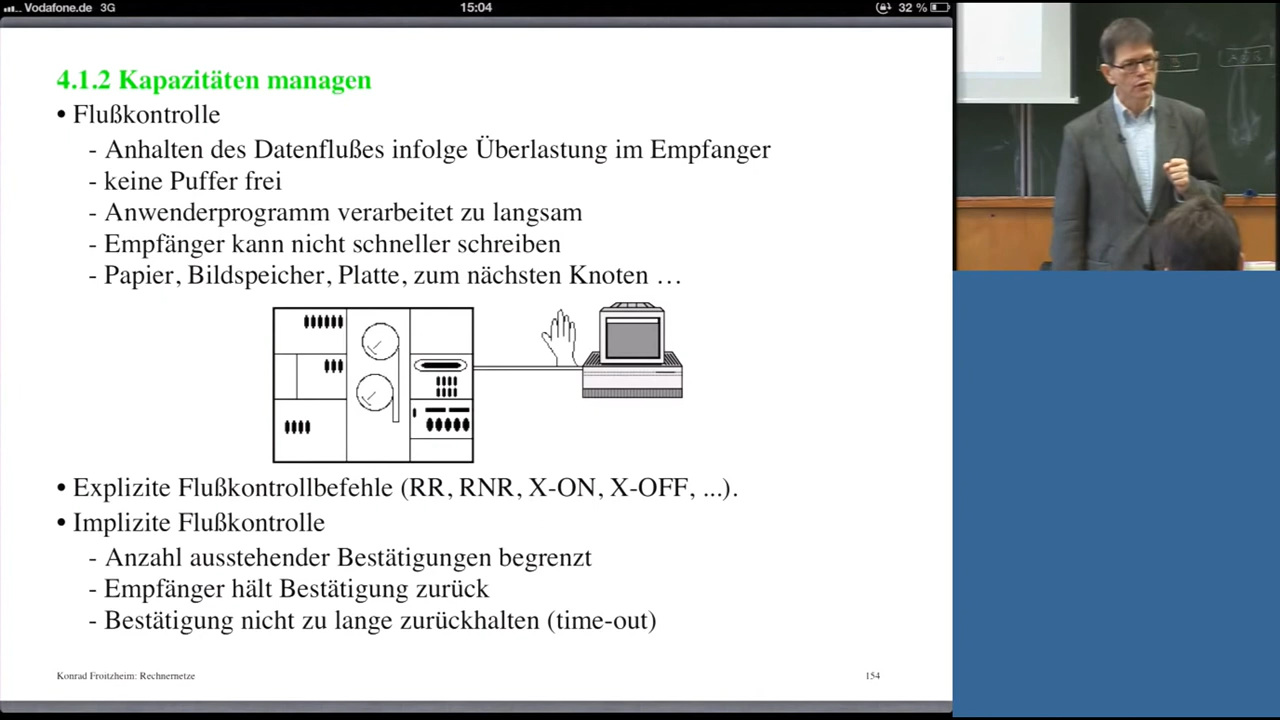 Vodafone.de 3G 15:04 32 %
4.1.2 Kapazitäten managen
• Flußkontrolle
- Anhalten des Datenflußes infolge Überlastung im Empfanger
- keine Puffer frei
- Anwenderprogramm verarbeitet zu langsam
- Empfänger kann nicht schneller schreiben
- Papier, Bildspeicher, Platte, zum nächsten Knoten …
• Explizite Flußkontrollbefehle (RR, RNR, X-ON, X-OFF, ...).
• Implizite Flußkontrolle
- Anzahl ausstehender Bestätigungen begrenzt
- Empfänger hält Bestätigung zurück
- Bestätigung nicht zu lange zurückhalten (time-out)
Konrad Froitzheim: Rechnernetze 154